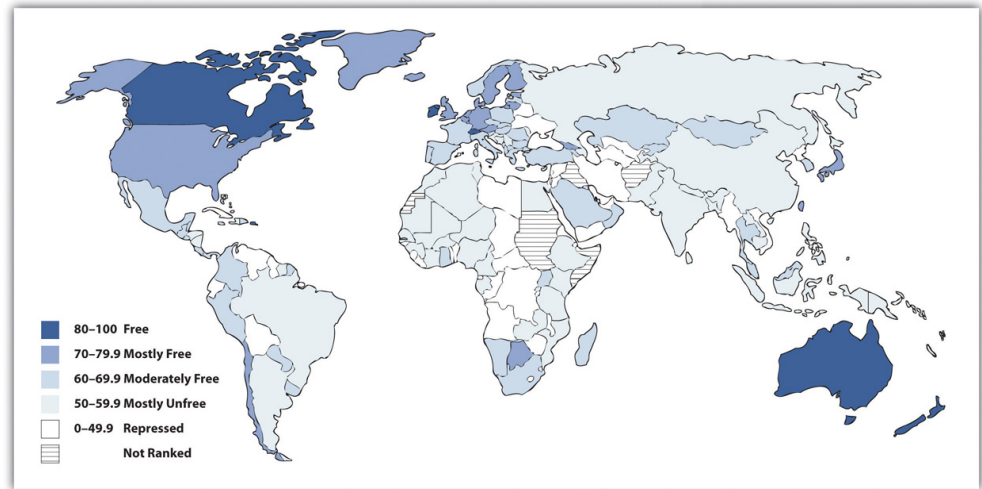 80–100 Free
70–79.9 Mostly Free
60–69.9 Moderately Free
50–59.9 Mostly Unfree
0–49.9 Repressed
Not Ranked